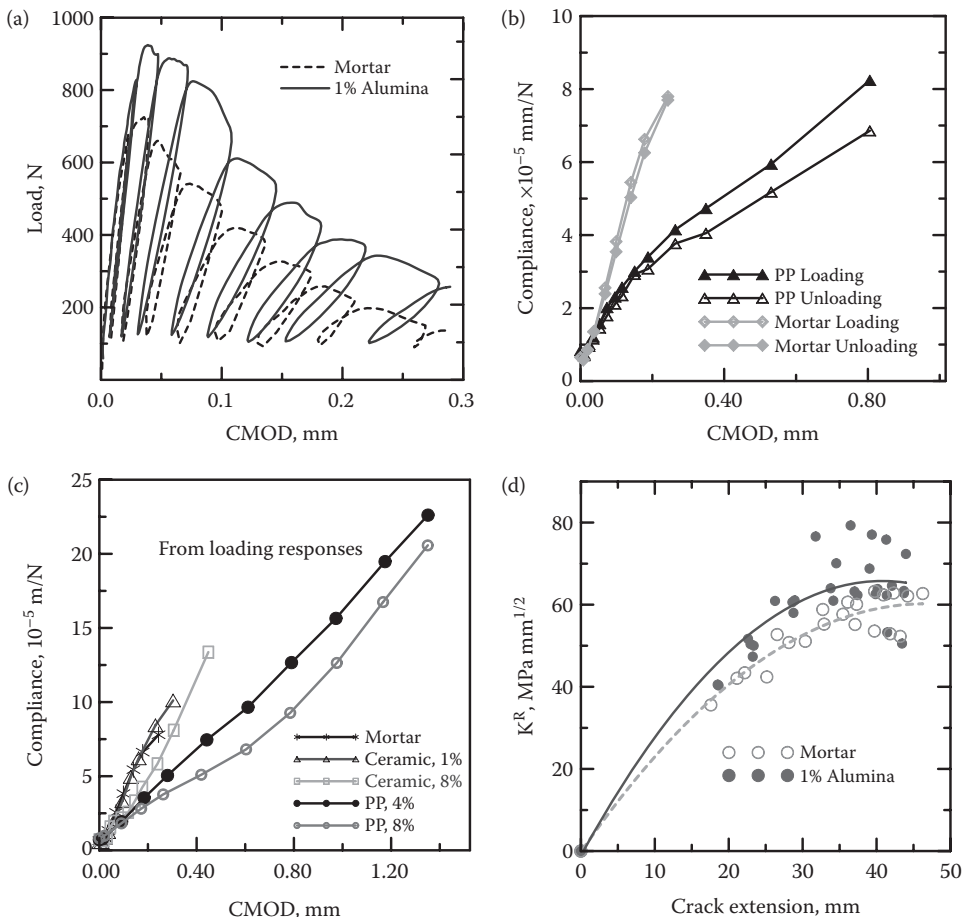 (a)
1000
800
600
400
200
0.0
0.1
0.2
0.3
Load, N
CMOD, mm
Mortar
1% Alumina
(b)
10
8
6
4
2
0
0.00
0.40
0.80
Compliance, ×10⁻⁵ mm/N
CMOD, mm
PP Loading
PP Unloading
Mortar Loading
Mortar Unloading
(c)
25
20
15
10
5
0
0.00
0.40
0.80
1.20
Compliance, 10⁻⁵ m/N
CMOD, mm
From loading responses
Mortar
Ceramic, 1%
Ceramic, 8%
PP, 4%
PP, 8%
(d)
80
60
40
20
0
0
10
20
30
40
50
Kᴿ, MPa mm¹/²
Crack extension, mm
Mortar
1% Alumina